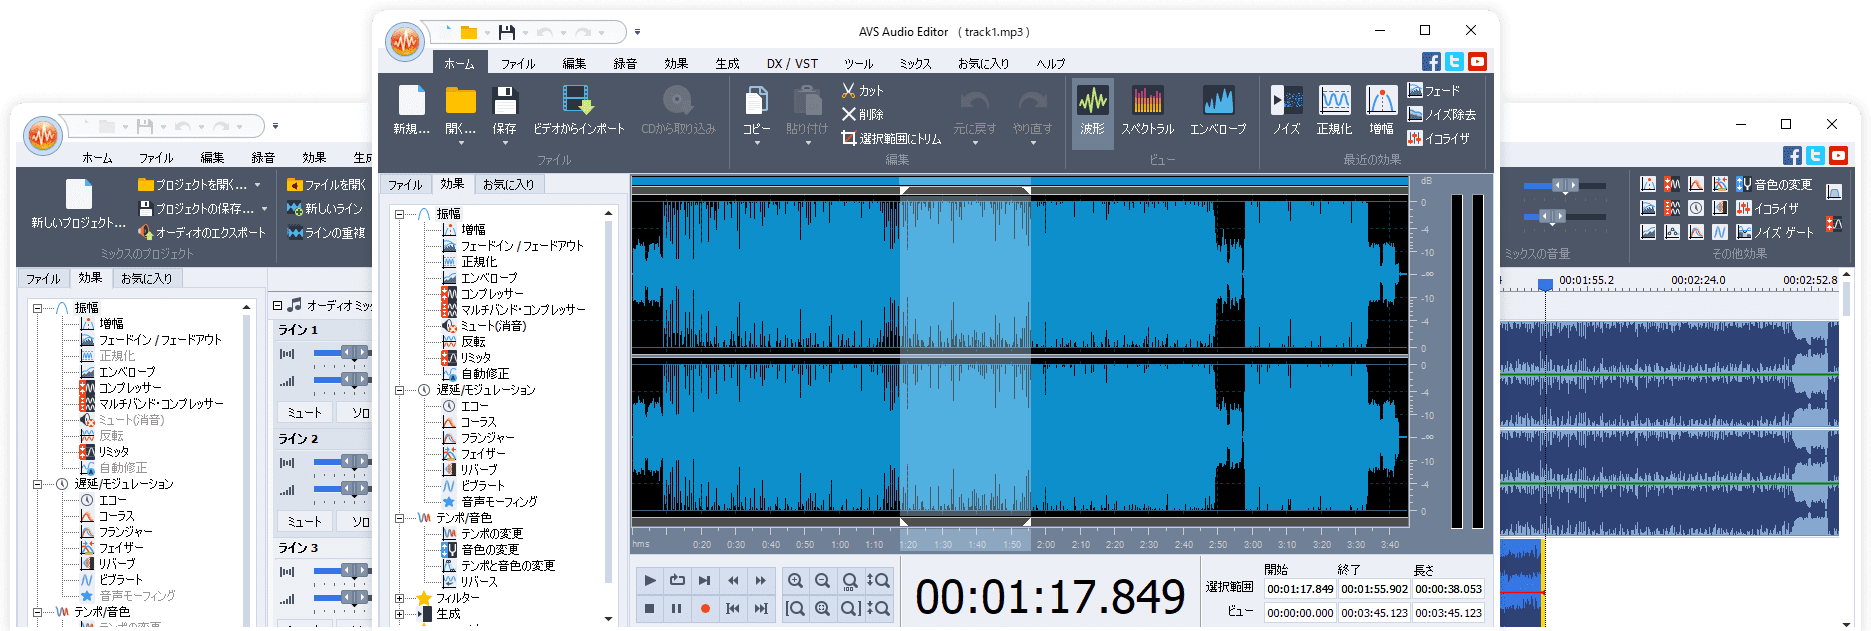 AVS Audio Editor ( track1.mp3 )
ホーム ファイル 編集 録音 効果 生成 DX / VST ツール ミックス お気に入り ヘルプ
新規... 開く... 保存 ビデオからインポート CDから取り込み
ファイル
コピー 貼り付け カット
削除
選択範囲にトリム
元に戻す やり直す
編集
波形 スペクトラル エンベロープ
ビュー
ノイズ 正規化 増幅 フェード
ノイズ除去
イコライザ
最近の効果
ファイル 効果 お気に入り
振幅
増幅
フェードイン / フェードアウト
正規化
エンベロープ
コンプレッサー
マルチバンド・コンプレッサー
ミュート(消音)
反転
リミッタ
自動修正
遅延/モジュレーション
エコー
コーラス
フランジャー
フェイザー
リバーブ
ビブラート
音声モーフィング
テンポ/音色
テンポの変更
音色の変更
テンポと音色の変更
リバース
フィルター
生成
dB
0
-4
-10
-∞
-10
-4
0
0
-4
-10
-∞
-10
-4
0
hms 0:20 0:30 0:40 0:50 1:00 1:10 1:20 1:30 1:40 1:50 2:00 2:10 2:20 2:30 2:40 2:50 3:00 3:10 3:20 3:30 3:40
00:01:17.849
開始 終了 長さ
選択範囲 00:01:17.849 00:01:55.902 00:00:38.053
ビュー 00:00:00.000 00:03:45.123 00:03:45.123
ホーム ファイル 編集 録音 効果
新しいプロジェクト...
プロジェクトを開く...
プロジェクトの保存...
オーディオのエクスポート
ミックスのプロジェクト
ファイルを開く
新しいライン
ラインの重複
ファイル 効果 お気に入り
振幅
増幅
フェードイン / フェードアウト
正規化
エンベロープ
コンプレッサー
マルチバンド・コンプレッサー
ミュート(消音)
反転
リミッタ
自動修正
遅延/モジュレーション
エコー
コーラス
フランジャー
フェイザー
リバーブ
ビブラート
音声モーフィング
テンポ/音色
オーディオミッ
ライン 1
ミュート ソロ
ライン 2
ミュート ソロ
ライン 3
ミックスの音量
音色の変更
イコライザ
ノイズ ゲート
その他効果
00:01:55.2 00:02:24.0 00:02:52.8